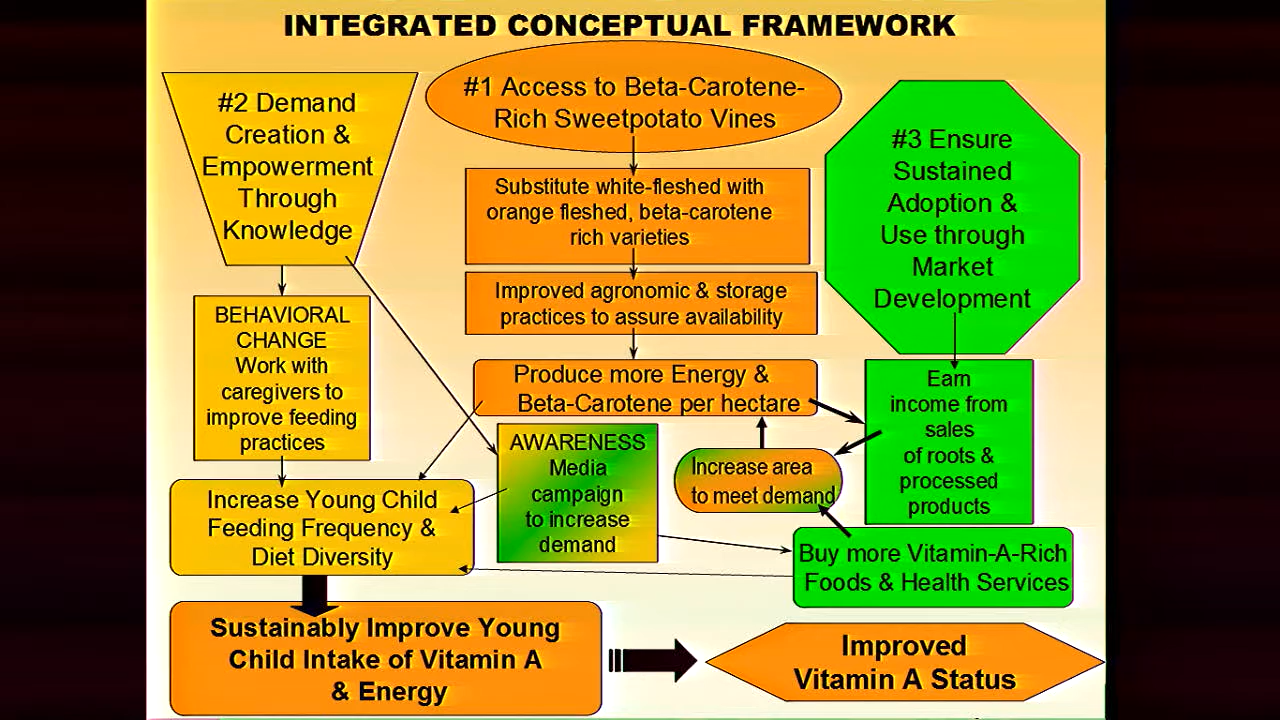 INTEGRATED CONCEPTUAL FRAMEWORK
#2 Demand
Creation &
Empowerment
Through
Knowledge
#1 Access to Beta-Carotene-
Rich Sweetpotato Vines
#3 Ensure
Sustained
Adoption &
Use through
Market
Development
Substitute white-fleshed with
orange fleshed, beta-carotene
rich varieties
Improved agronomic & storage
practices to assure availability
BEHAVIORAL
CHANGE
Work with
caregivers to
improve feeding
practices
Produce more Energy &
Beta-Carotene per hectare
Earn
income from
sales
of roots &
processed
products
AWARENESS
Media
campaign
to increase
demand
Increase area
to meet demand
Increase Young Child
Feeding Frequency &
Diet Diversity
Buy more Vitamin-A-Rich
Foods & Health Services
Sustainably Improve Young
Child Intake of Vitamin A
& Energy
Improved
Vitamin A Status